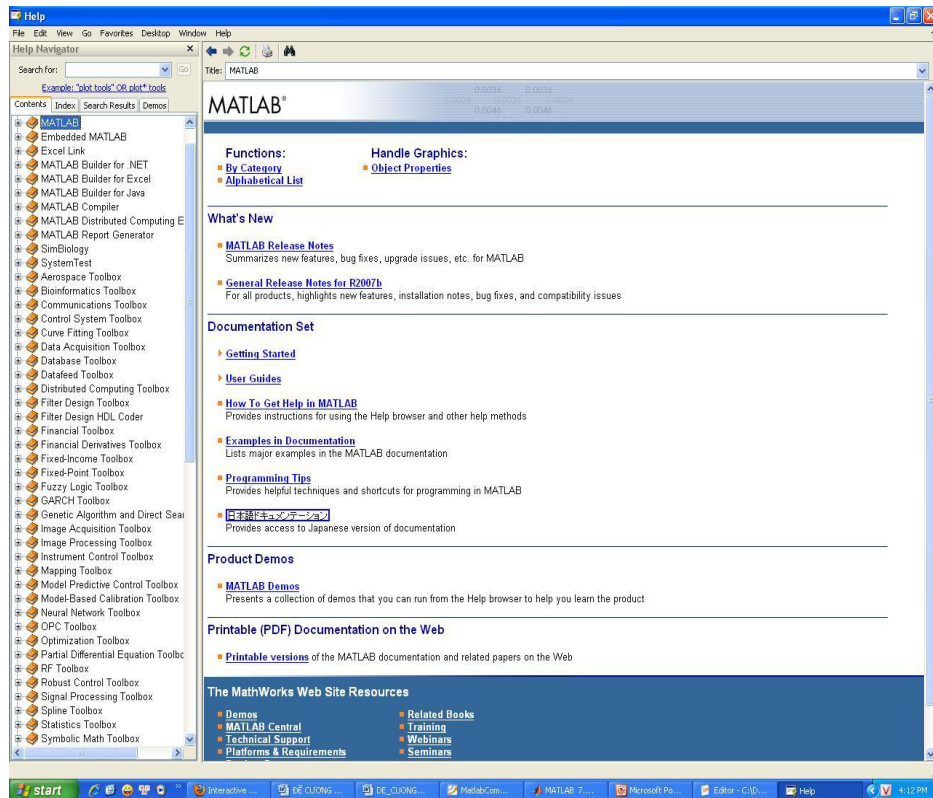 Help
File Edit View Go Favorites Desktop Window Help
Help Navigator
Search for: Go
Example: "plot tools" OR plot* tools
Contents Index Search Results Demos
MATLAB
Embedded MATLAB
Excel Link
MATLAB Builder for .NET
MATLAB Builder for Excel
MATLAB Builder for Java
MATLAB Compiler
MATLAB Distributed Computing E
MATLAB Report Generator
SimBiology
SystemTest
Aerospace Toolbox
Bioinformatics Toolbox
Communications Toolbox
Control System Toolbox
Curve Fitting Toolbox
Data Acquisition Toolbox
Database Toolbox
Datafeed Toolbox
Distributed Computing Toolbox
Filter Design Toolbox
Filter Design HDL Coder
Financial Toolbox
Financial Derivatives Toolbox
Fixed-Income Toolbox
Fixed-Point Toolbox
Fuzzy Logic Toolbox
GARCH Toolbox
Genetic Algorithm and Direct Sear
Image Acquisition Toolbox
Image Processing Toolbox
Instrument Control Toolbox
Mapping Toolbox
Model Predictive Control Toolbox
Model-Based Calibration Toolbox
Neural Network Toolbox
OPC Toolbox
Optimization Toolbox
Partial Differential Equation Toolbo
RF Toolbox
Robust Control Toolbox
Signal Processing Toolbox
Spline Toolbox
Statistics Toolbox
Symbolic Math Toolbox
Title: MATLAB
MATLAB®
0.0036 0.0036
0.0046 0.0046
Functions: Handle Graphics:
By Category Object Properties
Alphabetical List
What's New
MATLAB Release Notes
Summarizes new features, bug fixes, upgrade issues, etc. for MATLAB
General Release Notes for R2007b
For all products, highlights new features, installation notes, bug fixes, and compatibility issues
Documentation Set
Getting Started
User Guides
How To Get Help in MATLAB
Provides instructions for using the Help browser and other help methods
Examples in Documentation
Lists major examples in the MATLAB documentation
Programming Tips
Provides helpful techniques and shortcuts for programming in MATLAB
日本語ドキュメンテーション
Provides access to Japanese version of documentation
Product Demos
MATLAB Demos
Presents a collection of demos that you can run from the Help browser to help you learn the product
Printable (PDF) Documentation on the Web
Printable versions of the MATLAB documentation and related papers on the Web
The MathWorks Web Site Resources
Demos Related Books
MATLAB Central Training
Technical Support Webinars
Platforms & Requirements Seminars
start Interactive ... ĐỀ CUONG ... DE_CUONG... MatlabCom... MATLAB 7.... Microsoft Po... Editor - C:\D... Help V 4:12 PM